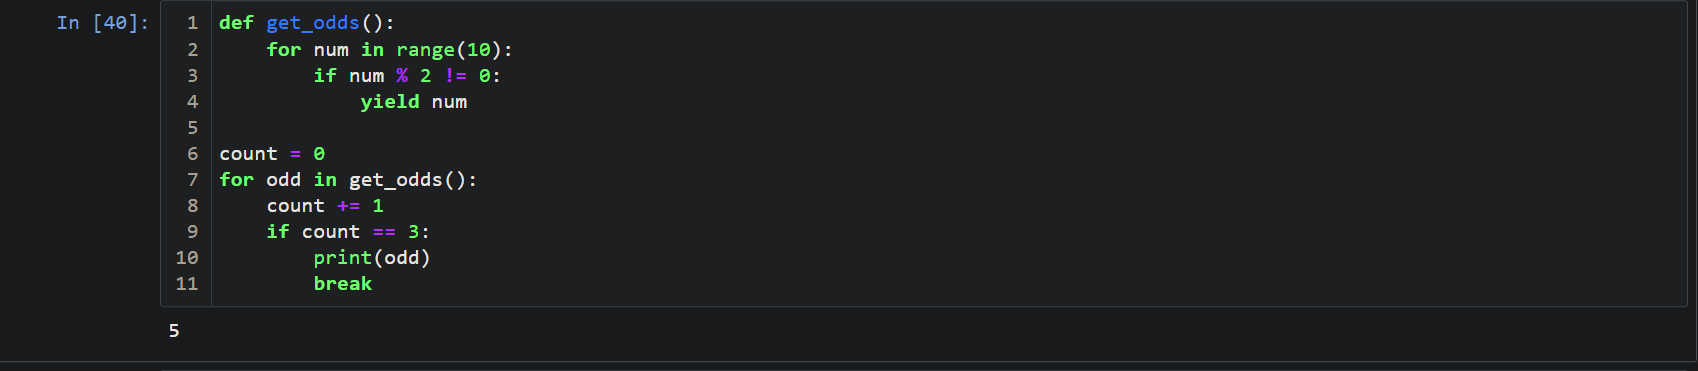 In [40]:
1 def get_odds():
2     for num in range(10):
3         if num % 2 != 0:
4             yield num
5
6 count = 0
7 for odd in get_odds():
8     count += 1
9     if count == 3:
10         print(odd)
11         break
5